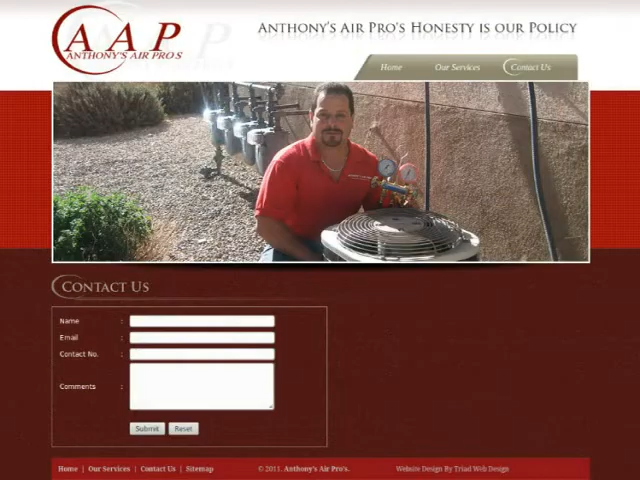 A A P
ANTHONY'S AIR PRO'S
ANTHONY'S AIR PRO'S HONESTY IS OUR POLICY
Home Our Services Contact Us
CONTACT US
Name :
Email :
Contact No. :
Comments :
Submit Reset
Home | Our Services | Contact Us | Sitemap © 2011. Anthony's Air Pro's. Website Design By Triad Web Design